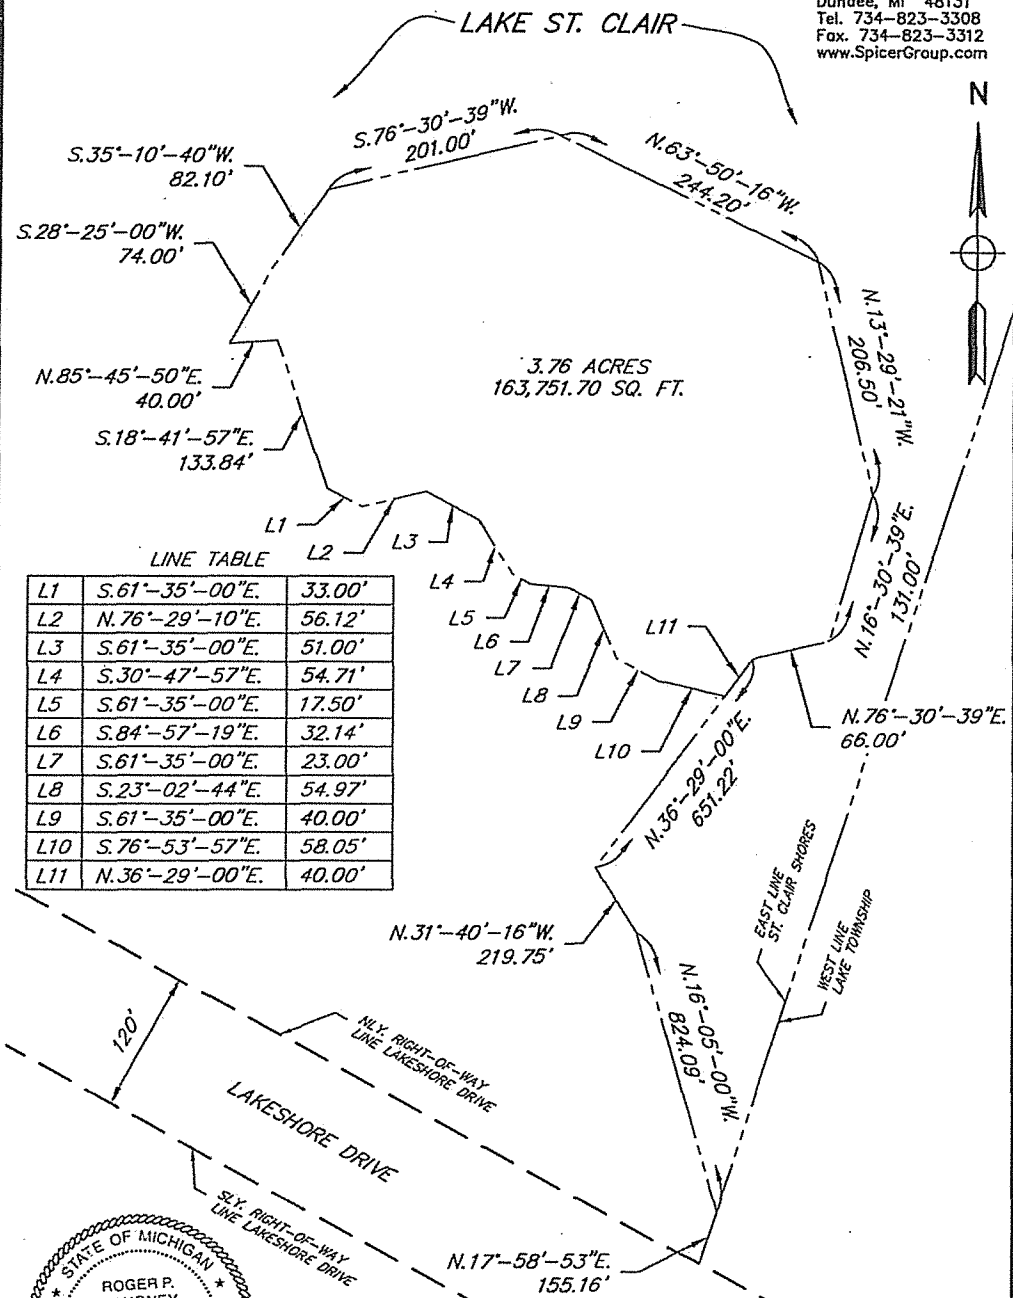 Dundee, MI 48131
Tel. 734-823-3308
Fax. 734-823-3312
www.SpicerGroup.com
LAKE ST. CLAIR
N
S.76°-30'-39"W.
201.00'
N.63°-50'-16"W.
244.20'
S.35°-10'-40"W.
82.10'
S.28°-25'-00"W.
74.00'
N.85°-45'-50"E.
40.00'
S.18°-41'-57"E.
133.84'
3.76 ACRES
163,751.70 SQ. FT.
N.13°-29'-21"W.
206.50'
N.16°-30'-39"E.
131.00'
N.76°-30'-39"E.
66.00'
L1
L2
L3
L4
L5
L6
L7
L8
L9
L10
L11
LINE TABLE
L1 S.61°-35'-00"E. 33.00'
L2 N.76°-29'-10"E. 56.12'
L3 S.61°-35'-00"E. 51.00'
L4 S.30°-47'-57"E. 54.71'
L5 S.61°-35'-00"E. 17.50'
L6 S.84°-57'-19"E. 32.14'
L7 S.61°-35'-00"E. 23.00'
L8 S.23°-02'-44"E. 54.97'
L9 S.61°-35'-00"E. 40.00'
L10 S.76°-53'-57"E. 58.05'
L11 N.36°-29'-00"E. 40.00'
N.36°-29'-00"E.
651.22'
EAST LINE
ST. CLAIR SHORES
WEST LINE
LAKE TOWNSHIP
N.31°-40'-16"W.
219.75'
N.16°-05'-00"W.
824.09'
120'
NLY. RIGHT-OF-WAY
LINE LAKESHORE DRIVE
LAKESHORE DRIVE
SLY. RIGHT-OF-WAY
LINE LAKESHORE DRIVE
N.17°-58'-53"E.
155.16'
★ STATE OF MICHIGAN ★
ROGER P.